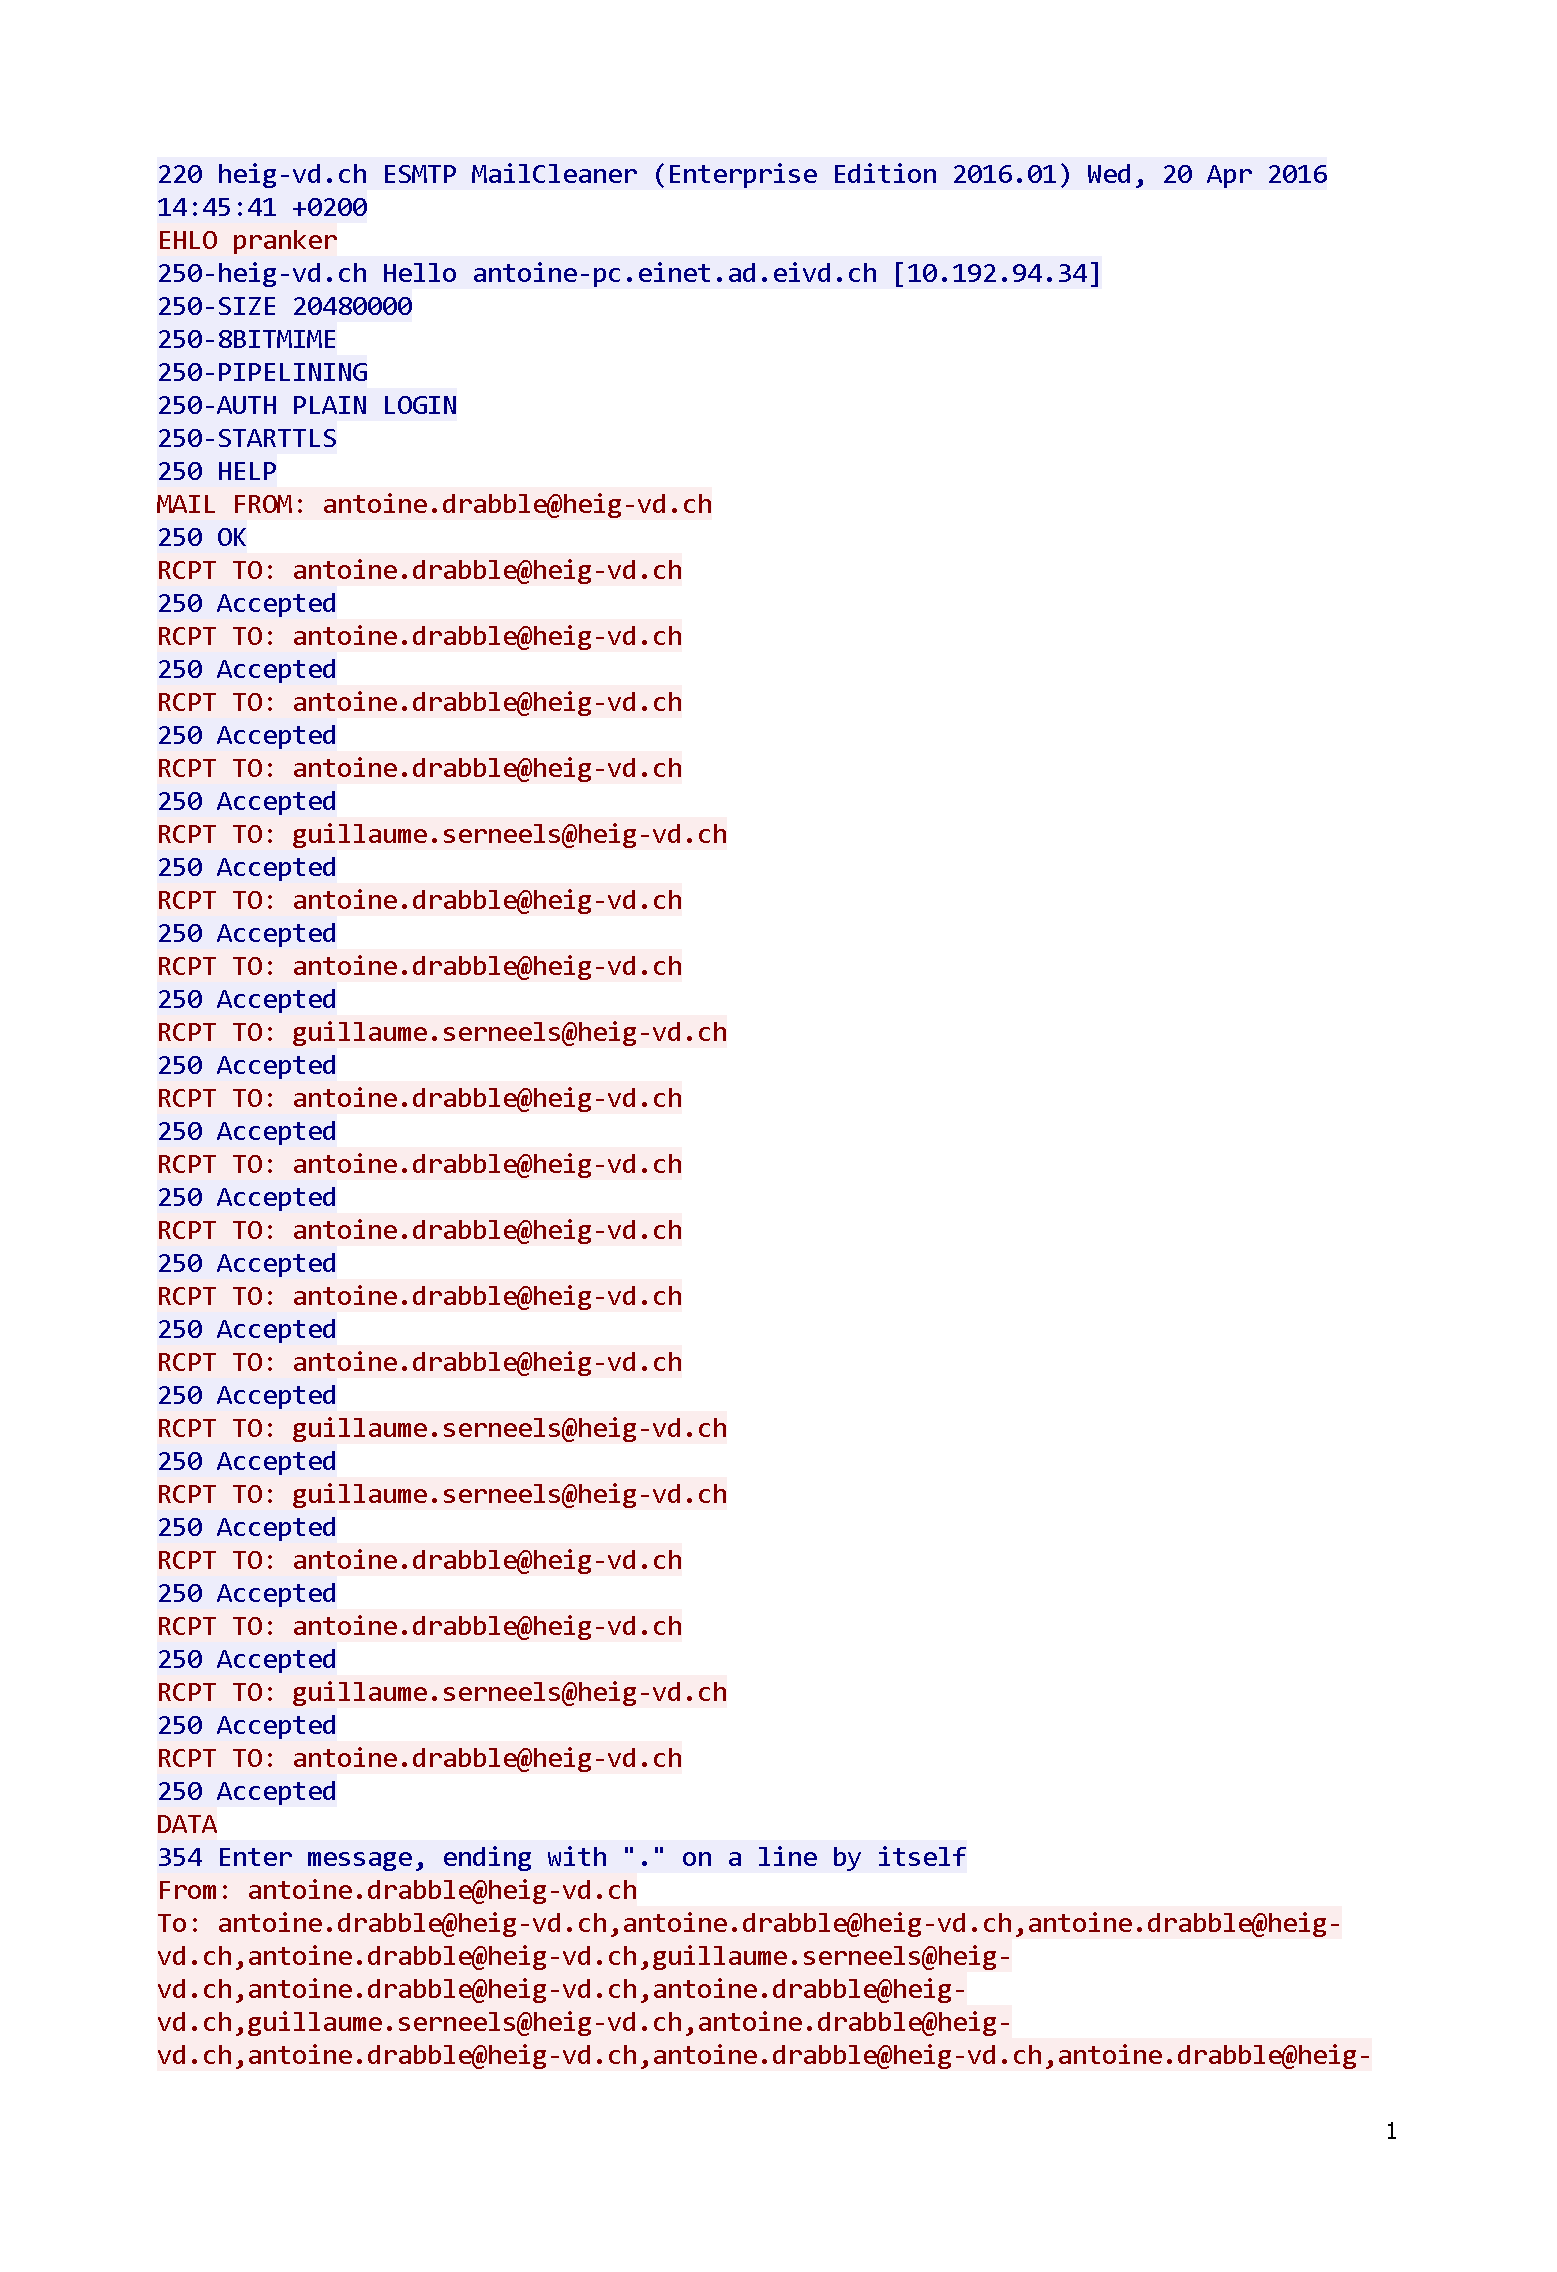 220 heig-vd.ch ESMTP MailCleaner (Enterprise Edition 2016.01) Wed, 20 Apr 2016
14:45:41 +0200
EHLO pranker
250-heig-vd.ch Hello antoine-pc.einet.ad.eivd.ch [10.192.94.34]
250-SIZE 20480000
250-8BITMIME
250-PIPELINING
250-AUTH PLAIN LOGIN
250-STARTTLS
250 HELP
MAIL FROM: antoine.drabble@heig-vd.ch
250 OK
RCPT TO: antoine.drabble@heig-vd.ch
250 Accepted
RCPT TO: antoine.drabble@heig-vd.ch
250 Accepted
RCPT TO: antoine.drabble@heig-vd.ch
250 Accepted
RCPT TO: antoine.drabble@heig-vd.ch
250 Accepted
RCPT TO: guillaume.serneels@heig-vd.ch
250 Accepted
RCPT TO: antoine.drabble@heig-vd.ch
250 Accepted
RCPT TO: antoine.drabble@heig-vd.ch
250 Accepted
RCPT TO: guillaume.serneels@heig-vd.ch
250 Accepted
RCPT TO: antoine.drabble@heig-vd.ch
250 Accepted
RCPT TO: antoine.drabble@heig-vd.ch
250 Accepted
RCPT TO: antoine.drabble@heig-vd.ch
250 Accepted
RCPT TO: antoine.drabble@heig-vd.ch
250 Accepted
RCPT TO: antoine.drabble@heig-vd.ch
250 Accepted
RCPT TO: guillaume.serneels@heig-vd.ch
250 Accepted
RCPT TO: guillaume.serneels@heig-vd.ch
250 Accepted
RCPT TO: antoine.drabble@heig-vd.ch
250 Accepted
RCPT TO: antoine.drabble@heig-vd.ch
250 Accepted
RCPT TO: guillaume.serneels@heig-vd.ch
250 Accepted
RCPT TO: antoine.drabble@heig-vd.ch
250 Accepted
DATA
354 Enter message, ending with "." on a line by itself
From: antoine.drabble@heig-vd.ch
To: antoine.drabble@heig-vd.ch,antoine.drabble@heig-vd.ch,antoine.drabble@heig-
vd.ch,antoine.drabble@heig-vd.ch,guillaume.serneels@heig-
vd.ch,antoine.drabble@heig-vd.ch,antoine.drabble@heig-
vd.ch,guillaume.serneels@heig-vd.ch,antoine.drabble@heig-
vd.ch,antoine.drabble@heig-vd.ch,antoine.drabble@heig-vd.ch,antoine.drabble@heig-
1